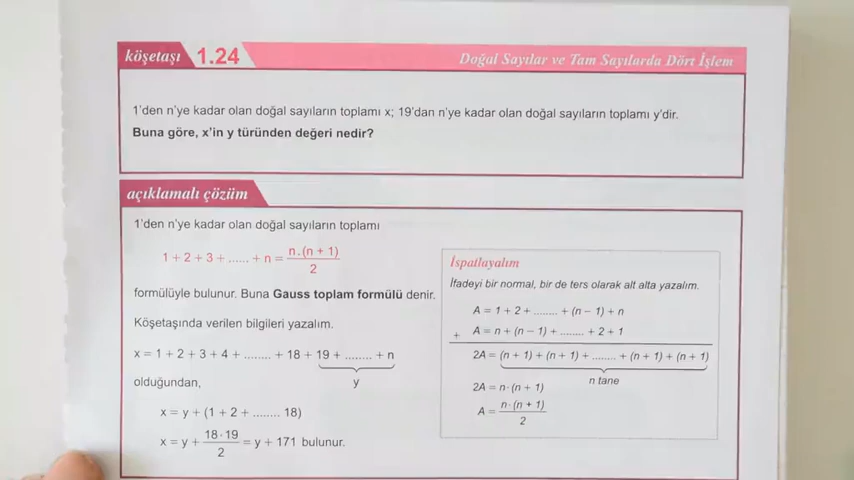 köşetaşı 1.24 Doğal Sayılar ve Tam Sayılarda Dört İşlem
1'den n'ye kadar olan doğal sayıların toplamı x; 19'dan n'ye kadar olan doğal sayıların toplamı y'dir.
Buna göre, x'in y türünden değeri nedir?
açıklamalı çözüm
1'den n'ye kadar olan doğal sayıların toplamı
1 + 2 + 3 + ...... + n = n.(n + 1) / 2
formülüyle bulunur. Buna Gauss toplam formülü denir.
Köşetaşında verilen bilgileri yazalım.
x = 1 + 2 + 3 + 4 + ........ + 18 + 19 + ........ + n
y
olduğundan,
x = y + (1 + 2 + ........ 18)
x = y + 18·19 / 2 = y + 171 bulunur.
İspatlayalım
İfadeyi bir normal, bir de ters olarak alt alta yazalım.
A = 1 + 2 + ........ + (n − 1) + n
+ A = n + (n − 1) + ........ + 2 + 1
2A = (n + 1) + (n + 1) + ........ + (n + 1) + (n + 1)
n tane
2A = n·(n + 1)
A = n·(n + 1) / 2